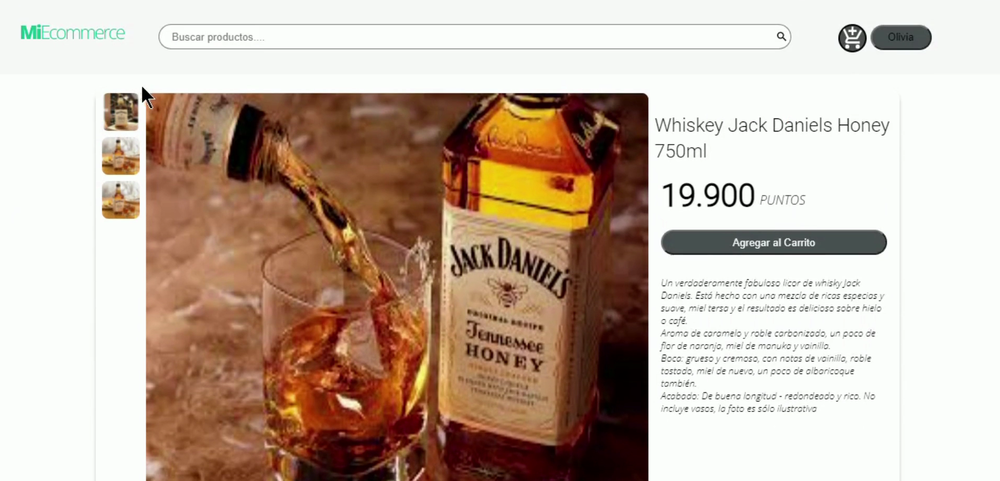 MiEcommerce
Buscar productos....
Olivia
Whiskey Jack Daniels Honey
750ml
19.900 PUNTOS
Agregar al Carrito
Un verdaderamente fabuloso licor de whisky Jack
Daniels. Está hecho con una mezcla de ricas especias y
suave, miel tersa y el resultado es delicioso sobre hielo
o café.
Aroma de caramelo y roble carbonizado, un poco de
flor de naranja, miel de manuka y vainilla.
Boca: grueso y cremoso, con notas de vainilla, roble
tostado, miel de nuevo, un poco de albaricoque
también.
Acabado: De buena longitud - redondeado y rico. No
incluye vasos, la foto es sólo ilustrativa
JACK DANIEL'S
ORIGINAL RECIPE
Tennessee
HONEY